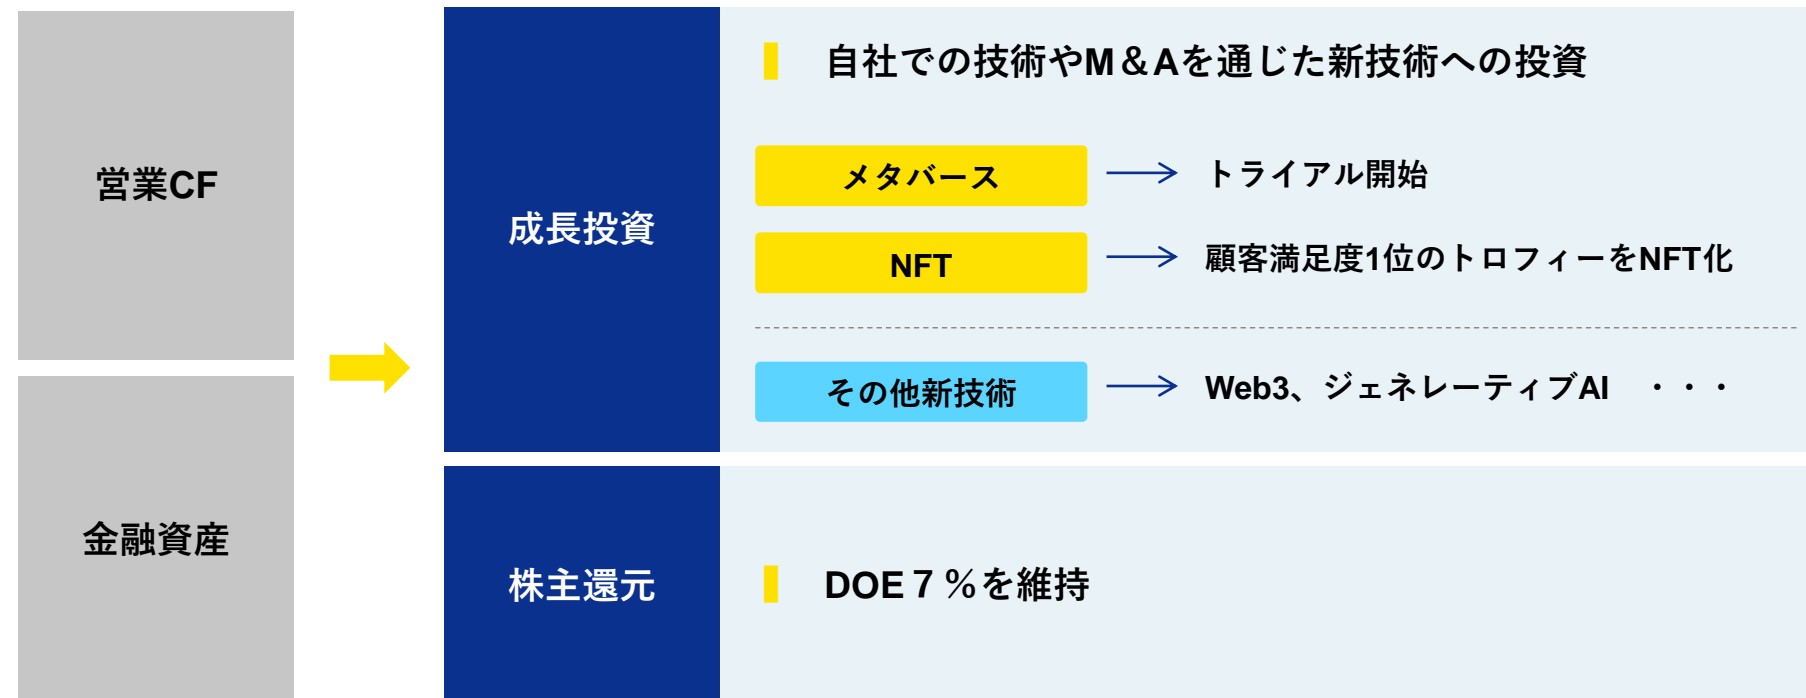 営業CF
金融資産
成長投資
自社での技術やM＆Aを通じた新技術への投資
メタバース
トライアル開始
NFT
顧客満足度1位のトロフィーをNFT化
その他新技術
Web3、ジェネレーティブAI　・・・
株主還元
DOE７％を維持